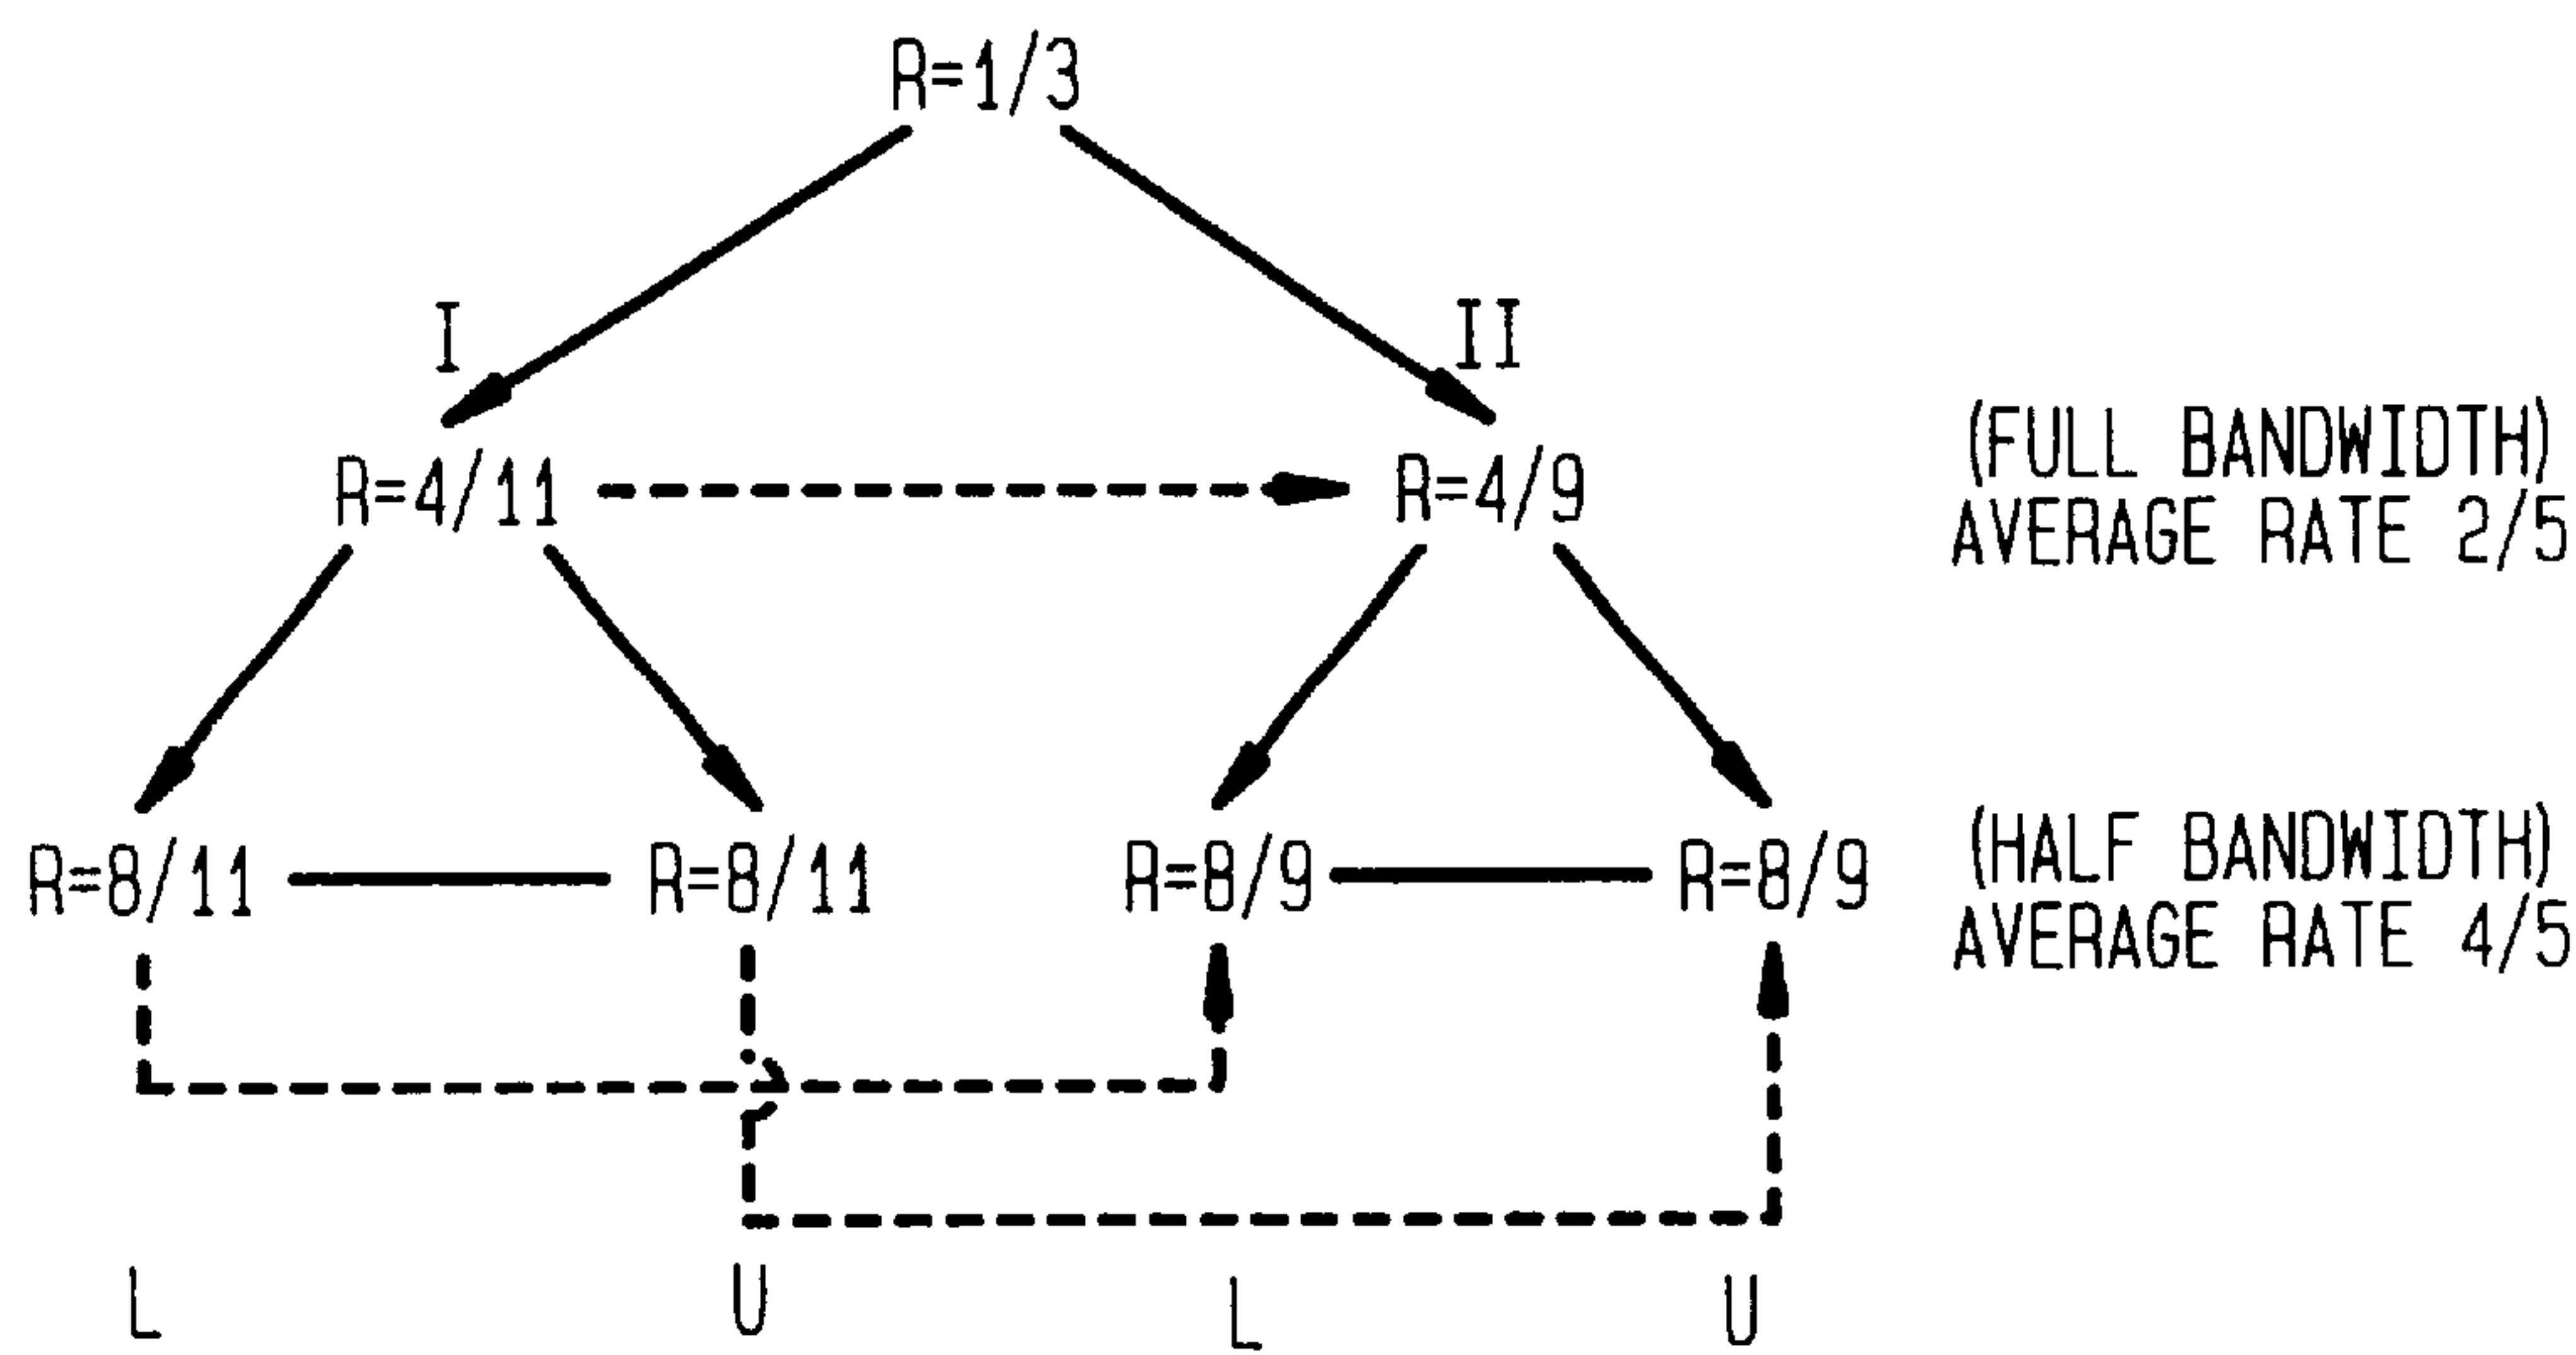 R=1/3
I
II
R=4/11
R=4/9
(FULL BANDWIDTH)
AVERAGE RATE 2/5
R=8/11
R=8/11
R=8/9
R=8/9
(HALF BANDWIDTH)
AVERAGE RATE 4/5
L
U
L
U